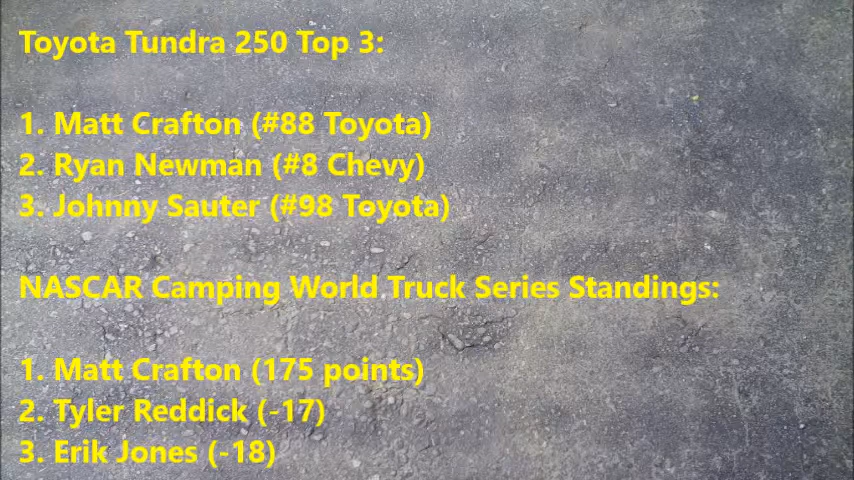 Toyota Tundra 250 Top 3:
1. Matt Crafton (#88 Toyota)
2. Ryan Newman (#8 Chevy)
3. Johnny Sauter (#98 Toyota)
NASCAR Camping World Truck Series Standings:
1. Matt Crafton (175 points)
2. Tyler Reddick (-17)
3. Erik Jones (-18)